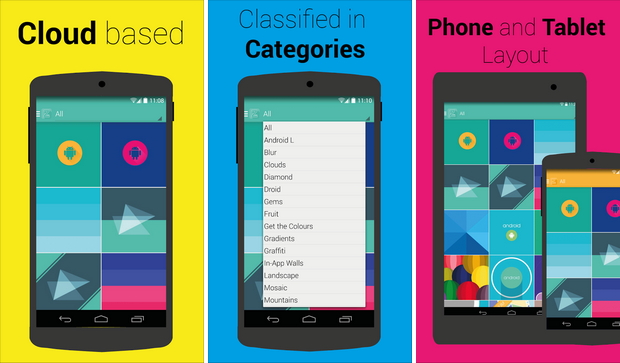 Cloud based
11:08
All
Classified in
Categories
11:10
All
All
Android L
Blur
Clouds
Diamond
Droid
Gems
Fruit
Get the Colours
Gradients
Graffiti
In-App Walls
Landscape
Mosaic
Mountains
Phone and Tablet
Layout
All
android